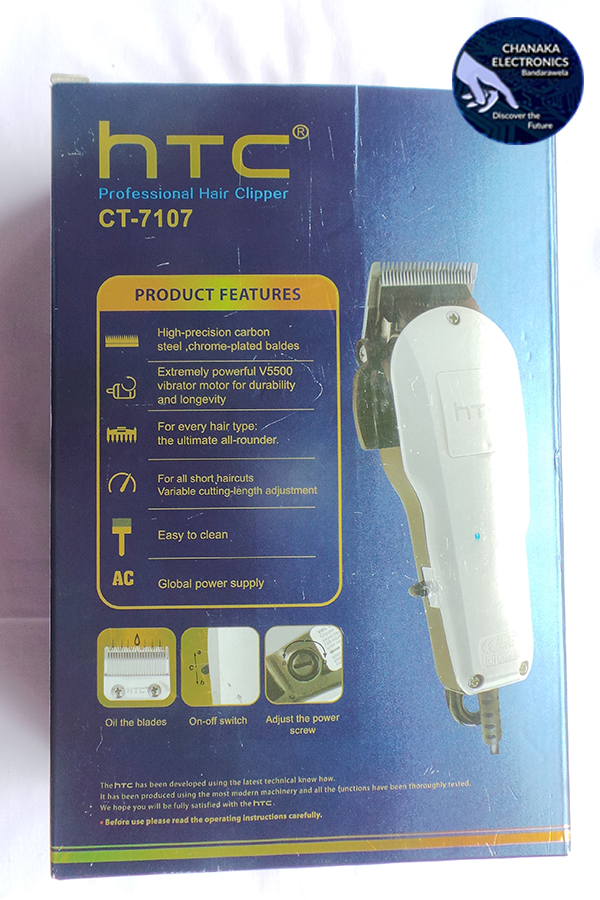 CHANAKA
ELECTRONICS
Bandarawela
Discover the
Future
hTC®
Professional Hair Clipper
CT-7107
PRODUCT FEATURES
High-precision carbon
steel ,chrome-plated baldes
Extremely powerful V5500
vibrator motor for durability
and longevity
For every hair type:
the ultimate all-rounder.
For all short haircuts
Variable cutting-length adjustment
Easy to clean
AC
Global power supply
hTC
hTC
Oil the blades
On-off switch
Adjust the power
screw
The hTC has been developed using the latest technical know how.
It has been produced using the most modern machinery and all the functions have been thoroughly tested.
We hope you will be fully satisfied with the hTC.
• Before use please read the operating instructions carefully.